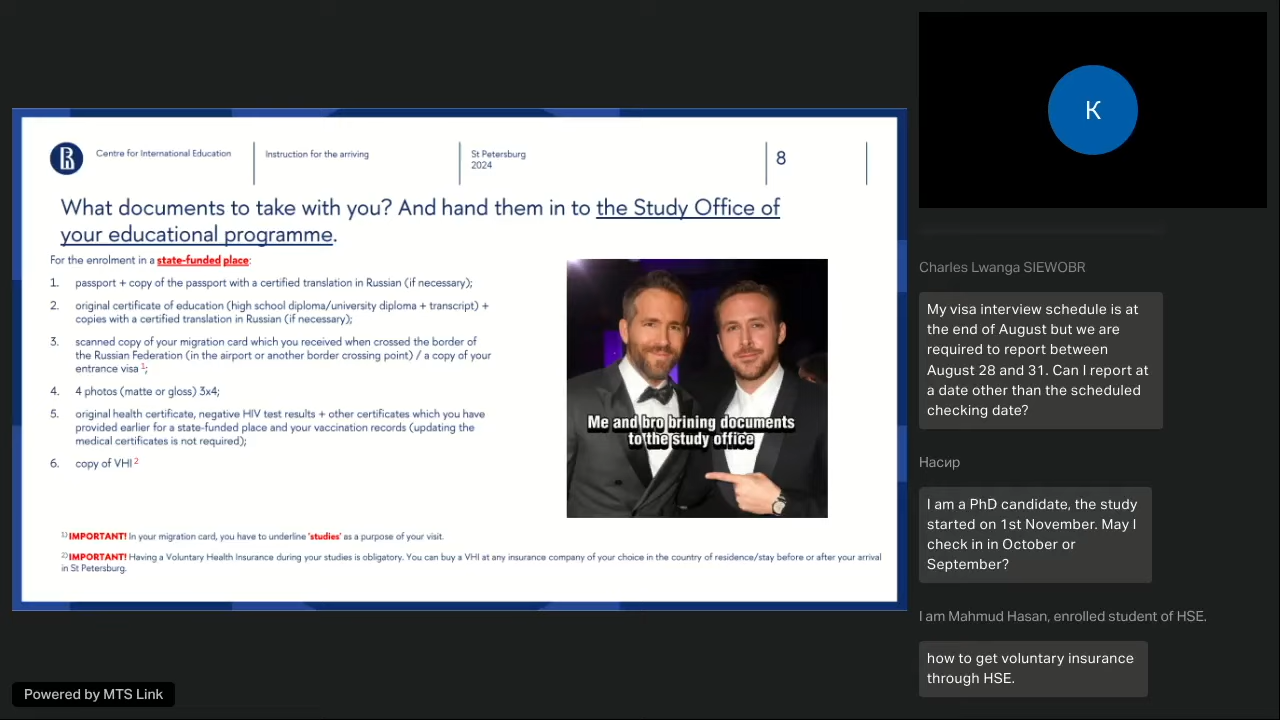 Centre for International Education
Instruction for the arriving
St Petersburg
2024
8
What documents to take with you? And hand them in to the Study Office of
your educational programme.
For the enrolment in a state-funded place:
1. passport + copy of the passport with a certified translation in Russian (if necessary);
2. original certificate of education (high school diploma/university diploma + transcript) +
copies with a certified translation in Russian (if necessary);
3. scanned copy of your migration card which you received when crossed the border of
the Russian Federation (in the airport or another border crossing point) / a copy of your
entrance visa 1;
4. 4 photos (matte or gloss) 3x4;
5. original health certificate, negative HIV test results + other certificates which you have
provided earlier for a state-funded place and your vaccination records (updating the
medical certificates is not required);
6. copy of VHI 2
Me and bro brining documents
to the study office
1) IMPORTANT! In your migration card, you have to underline 'studies' as a purpose of your visit.
2) IMPORTANT! Having a Voluntary Health Insurance during your studies is obligatory. You can buy a VHI at any insurance company of your choice in the country of residence/stay before or after your arrival
in St Petersburg.
Powered by MTS Link
K
Charles Lwanga SIEWOBR
My visa interview schedule is at
the end of August but we are
required to report between
August 28 and 31. Can I report at
a date other than the scheduled
checking date?
Насир
I am a PhD candidate, the study
started on 1st November. May I
check in in October or
September?
I am Mahmud Hasan, enrolled student of HSE.
how to get voluntary insurance
through HSE.